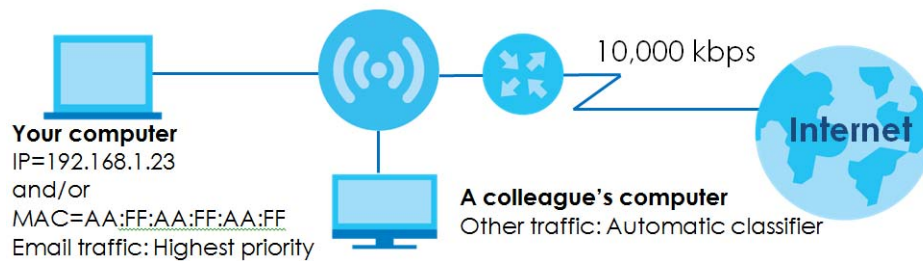 10,000 kbps
Internet
Your computer
IP=192.168.1.23
and/or
MAC=AA:FF:AA:FF:AA:FF
Email traffic: Highest priority
A colleague's computer
Other traffic: Automatic classifier